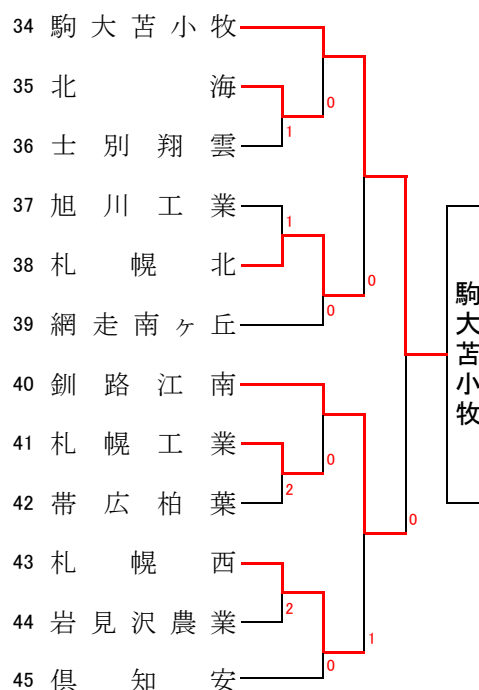 34 駒大苫小牧
0
35 北海
1
36 士別翔雲
37 旭川工業
1
38 札幌北
0
0
39 網走南ヶ丘
駒大苫小牧
40 釧路江南
41 札幌工業
0
2
42 帯広柏葉
0
43 札幌西
2
44 岩見沢農業
1
0
45 倶知安